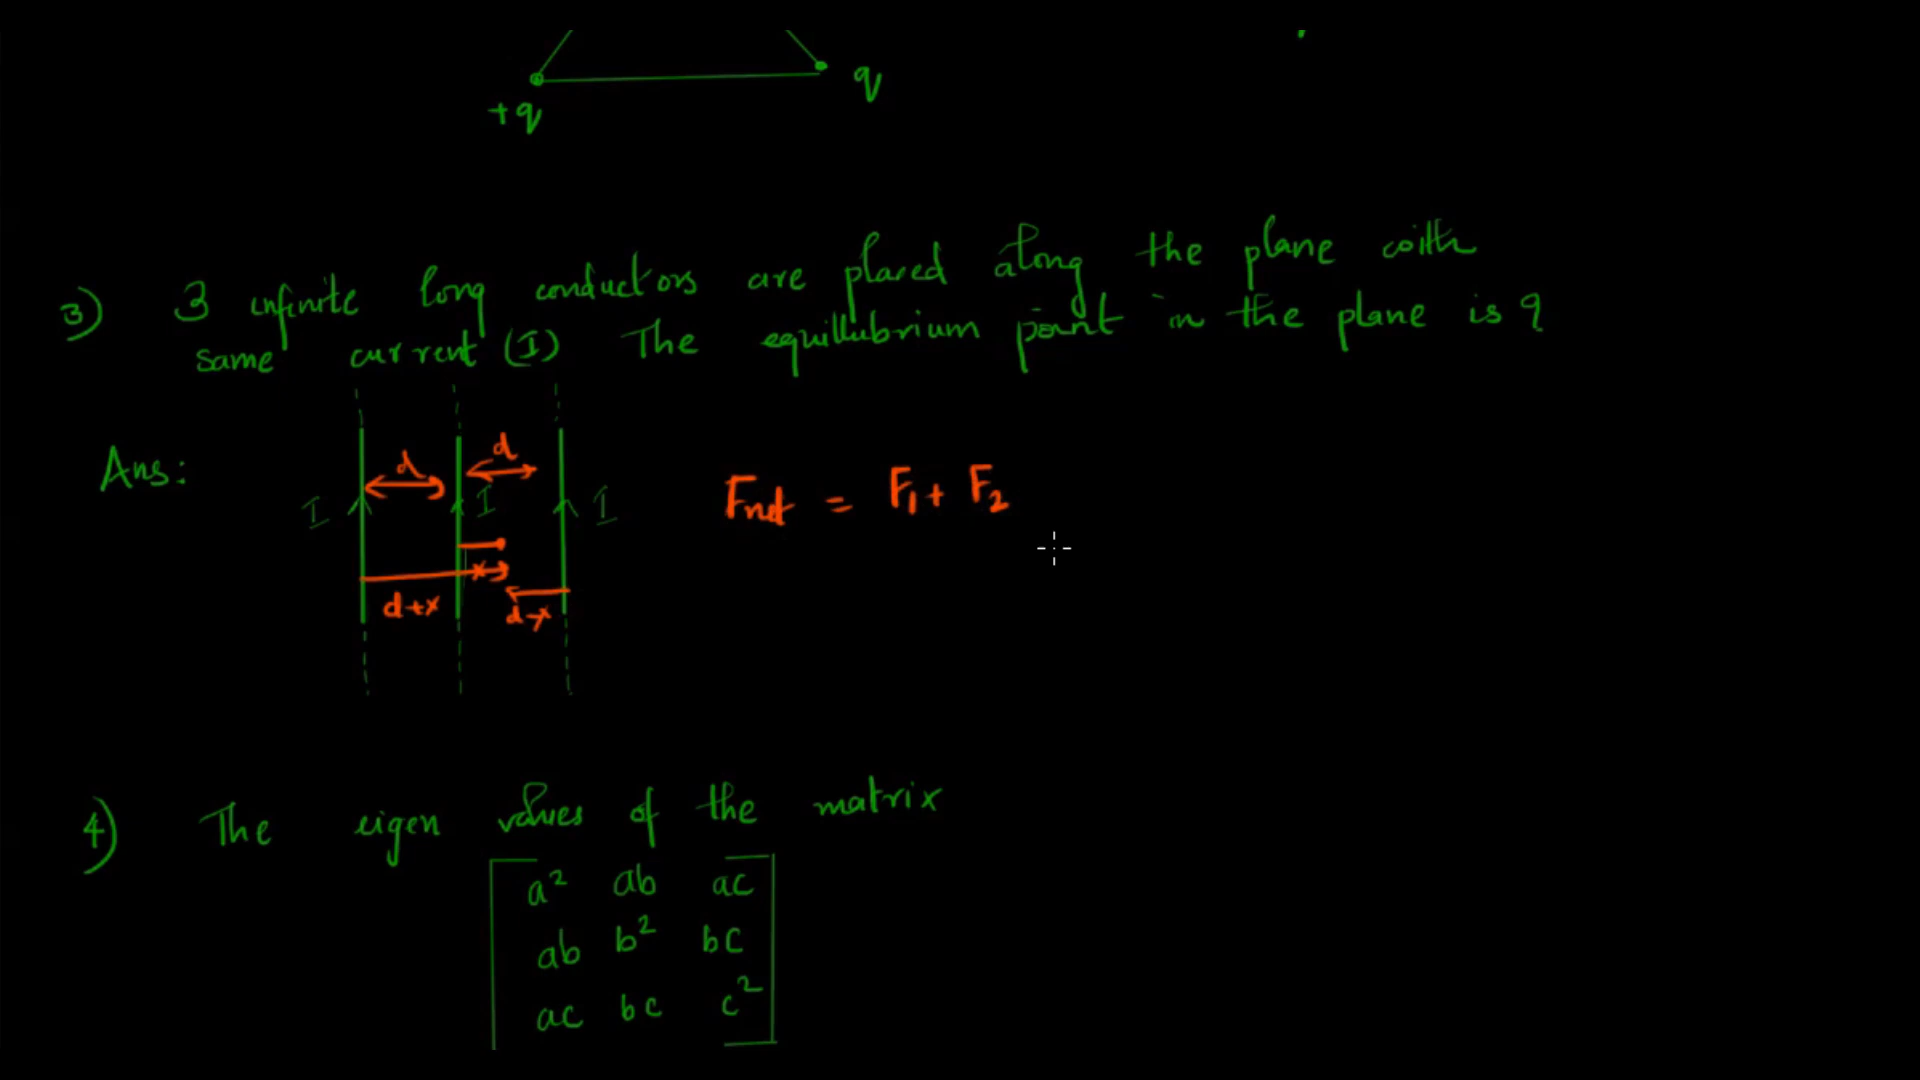 +q q
3) 3 infinite long conductors are placed along the plane with
same current (I) The equillubrium point in the plane is ?
Ans:
d d
I I I
Fnet = F1 + F2
x
d+x d-x
4) The eigen values of the matrix
a² ab ac
ab b² bc
ac bc c²